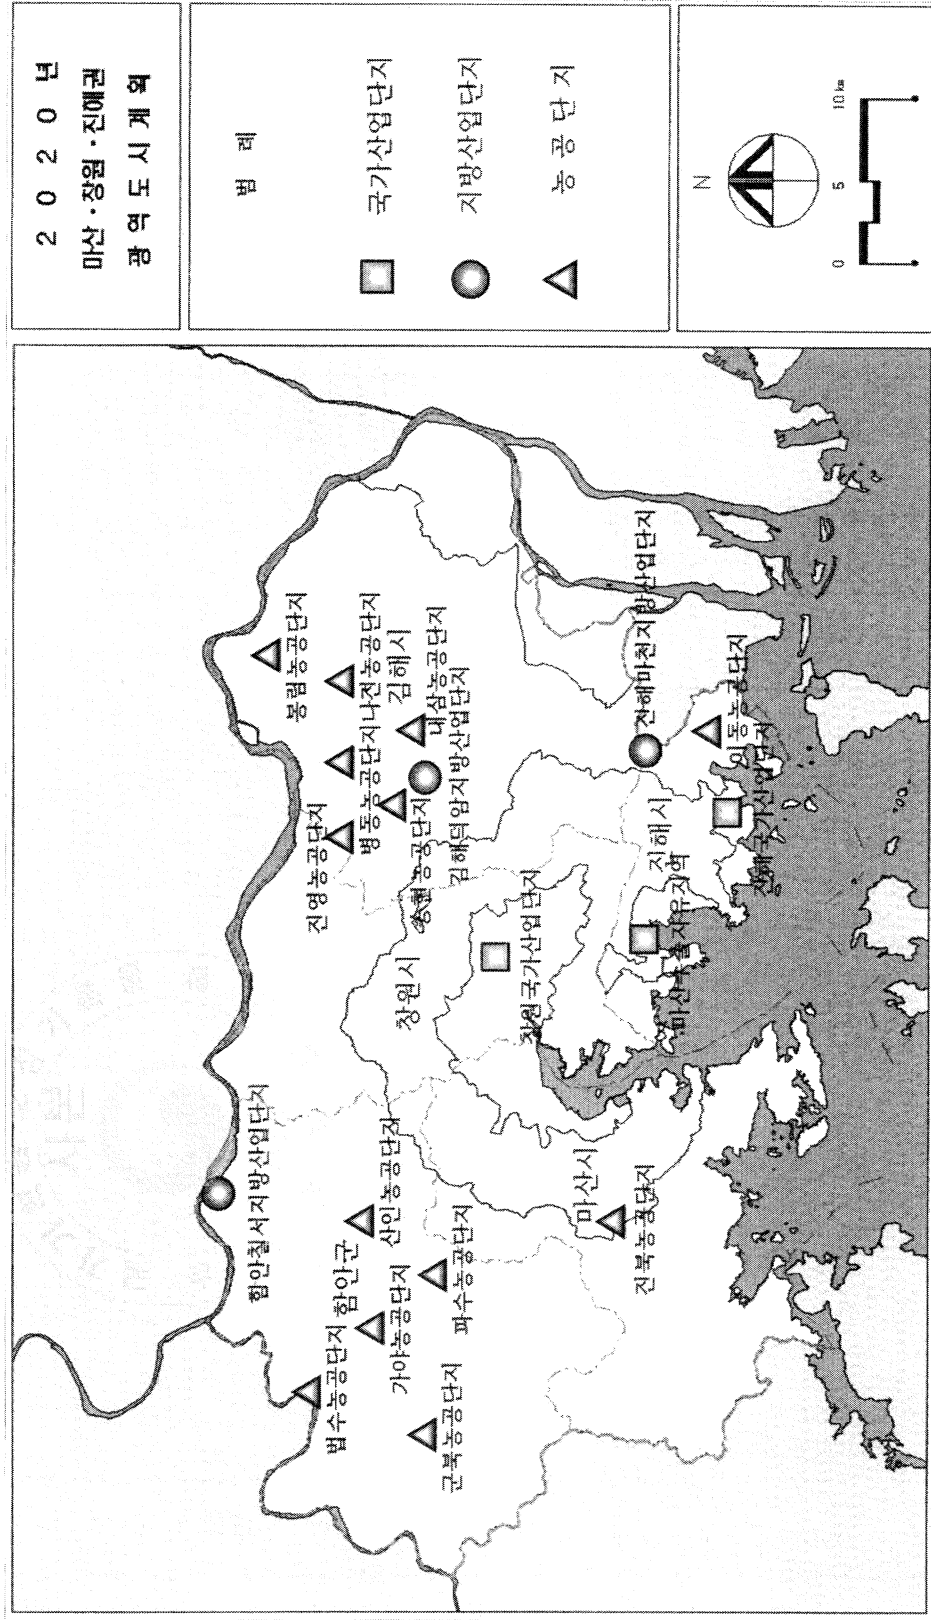 2 0 2 0 년
마산 · 창원 · 진해권
광 역 도 시 계 획
범 례
국가산업단지
지방산업단지
농 공 단 지
N
0 5 10 km
봉림농공단지
나전농공단지
김해시
내삼농공단지
김해덕암지방산업단지
병동농공단지
진영농공단지
농공단지
진해마천지방산업단지
농공단지
진해국가산업단지
창원시
창원국가산업단지
마산수출자유지역
함안칠서지방산업단지
산인농공단지
함안군
가야농공단지
파수농공단지
법수농공단지
군북농공단지
마산시
진북농공단지